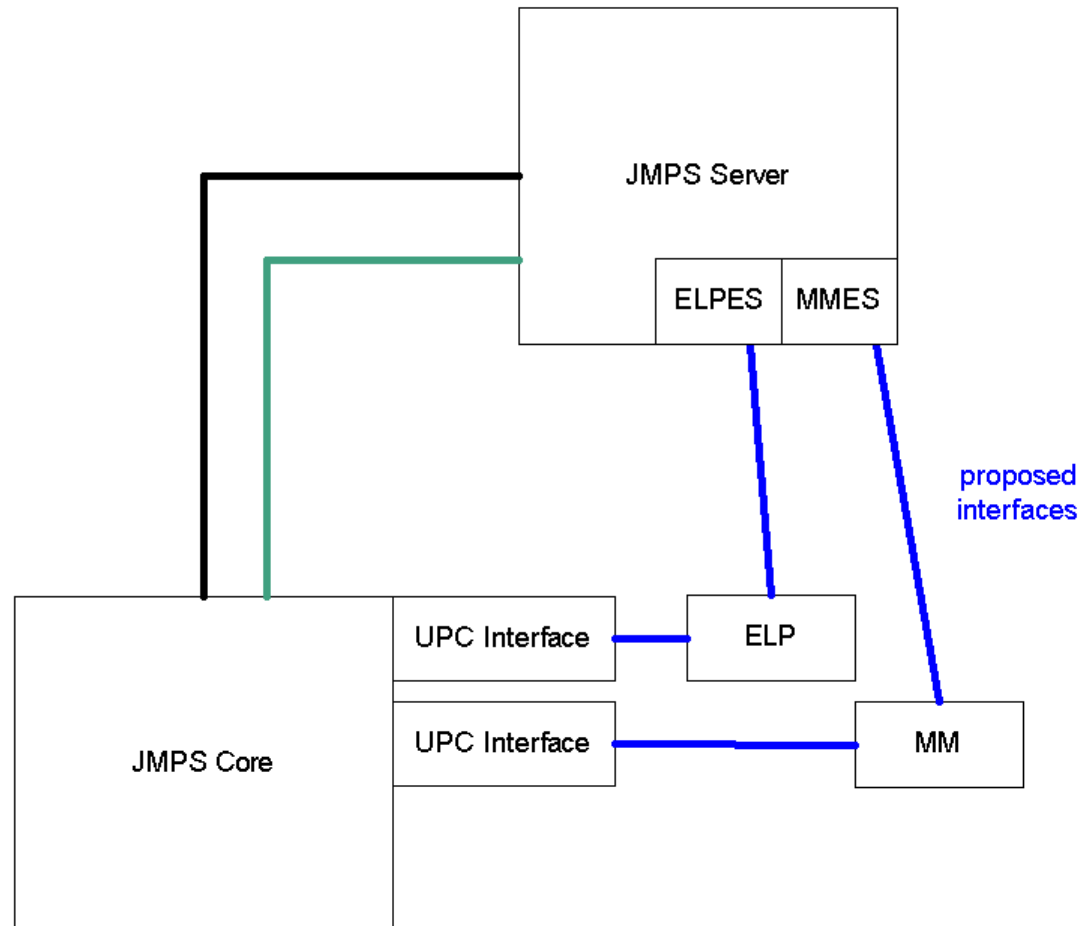 JMPS Server
ELPES
MMES
proposed
interfaces
UPC Interface
ELP
UPC Interface
MM
JMPS Core